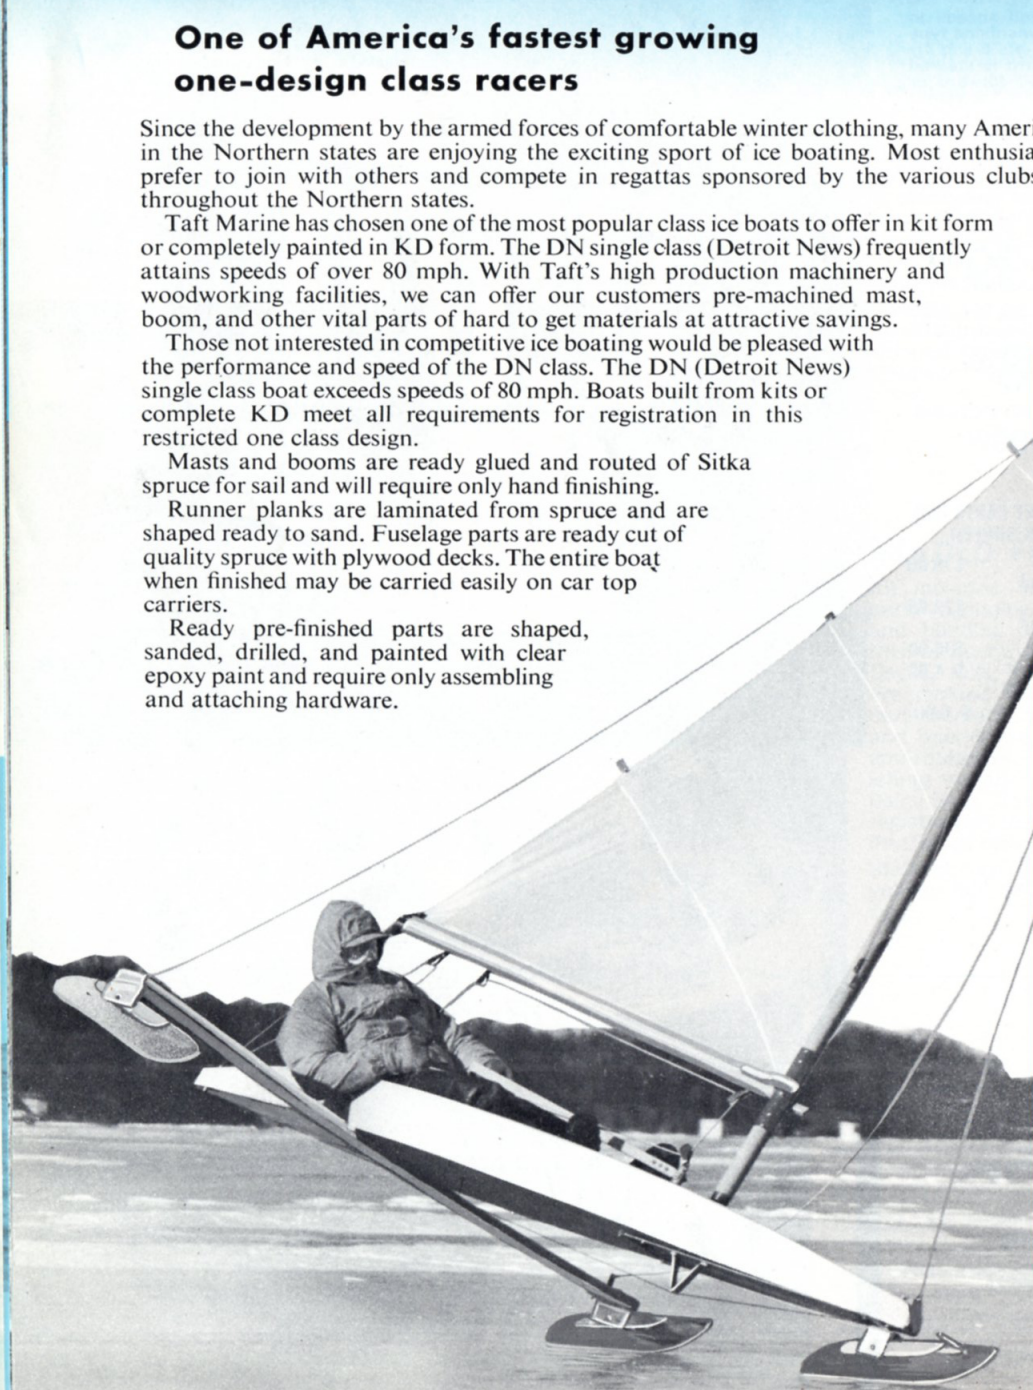 One of America's fastest growing
one-design class racers
Since the development by the armed forces of comfortable winter clothing, many Ameri
in the Northern states are enjoying the exciting sport of ice boating. Most enthusia
prefer to join with others and compete in regattas sponsored by the various clubs
throughout the Northern states.
Taft Marine has chosen one of the most popular class ice boats to offer in kit form
or completely painted in KD form. The DN single class (Detroit News) frequently
attains speeds of over 80 mph. With Taft's high production machinery and
woodworking facilities, we can offer our customers pre-machined mast,
boom, and other vital parts of hard to get materials at attractive savings.
Those not interested in competitive ice boating would be pleased with
the performance and speed of the DN class. The DN (Detroit News)
single class boat exceeds speeds of 80 mph. Boats built from kits or
complete KD meet all requirements for registration in this
restricted one class design.
Masts and booms are ready glued and routed of Sitka
spruce for sail and will require only hand finishing.
Runner planks are laminated from spruce and are
shaped ready to sand. Fuselage parts are ready cut of
quality spruce with plywood decks. The entire boat
when finished may be carried easily on car top
carriers.
Ready pre-finished parts are shaped,
sanded, drilled, and painted with clear
epoxy paint and require only assembling
and attaching hardware.